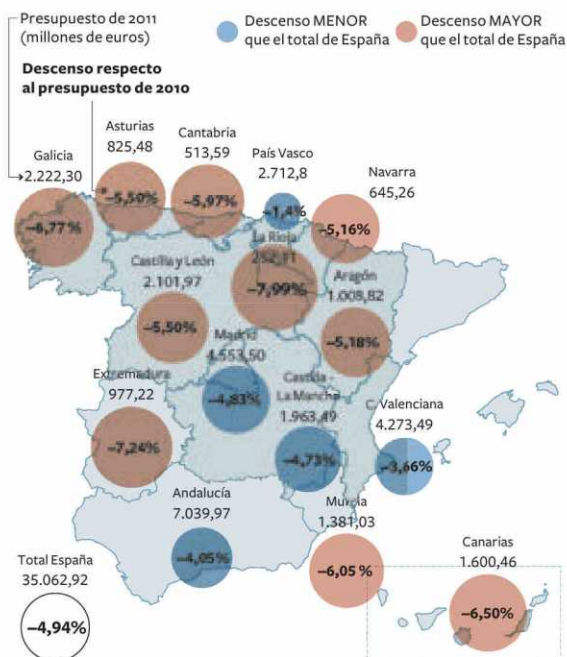 Presupuesto de 2011
(millones de euros)
Descenso MENOR
que el total de España
Descenso MAYOR
que el total de España
Descenso respecto
al presupuesto de 2010
Galicia
2.222,30
–6,77%
Asturias
825,48
–5,50%
Cantabria
513,59
–5,97%
País Vasco
2.712,8
–1,4%
Navarra
645,26
–5,16%
La Rioja
–7,99%
Castilla y León
2.101,97
–5,50%
Aragón
1.008,82
–5,18%
Madrid
4.553,50
–4,83%
Extremadura
977,22
–7,24%
Castilla -
La Mancha
1.963,49
–4,73%
C. Valenciana
4.273,49
–3,66%
Andalucía
7.039,97
–4,05%
Murcia
1.381,03
–6,05 %
Canarias
1.600,46
–6,50%
Total España
35.062,92
–4,94%